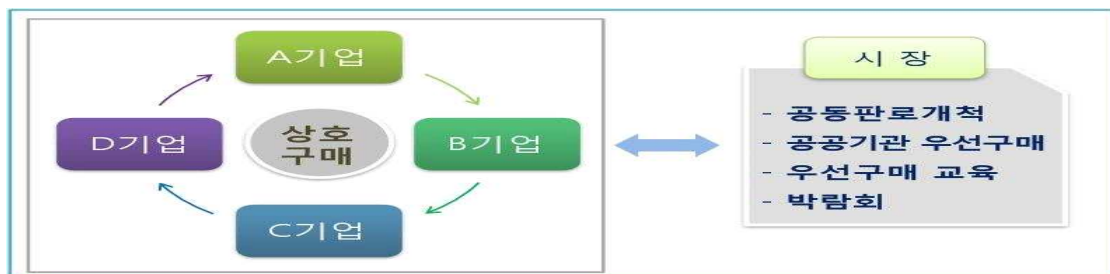 A기업
D기업
상호
구매
B기업
C기업
시 장
- 공동판로개척
- 공공기관 우선구매
- 우선구매 교육
- 박람회